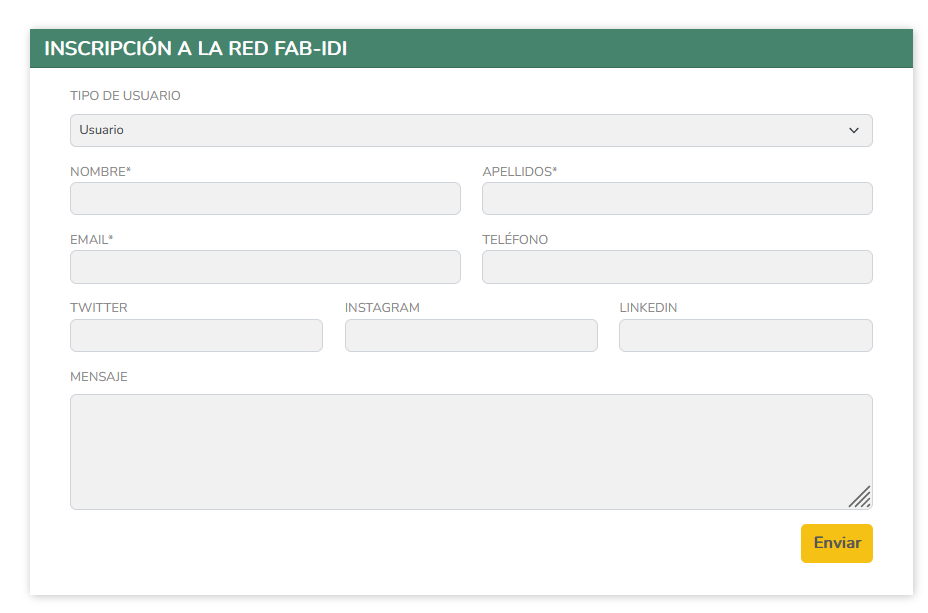 INSCRIPCIÓN A LA RED FAB-IDI
TIPO DE USUARIO
Usuario
NOMBRE* APELLIDOS*
EMAIL* TELÉFONO
TWITTER INSTAGRAM LINKEDIN
MENSAJE
Enviar